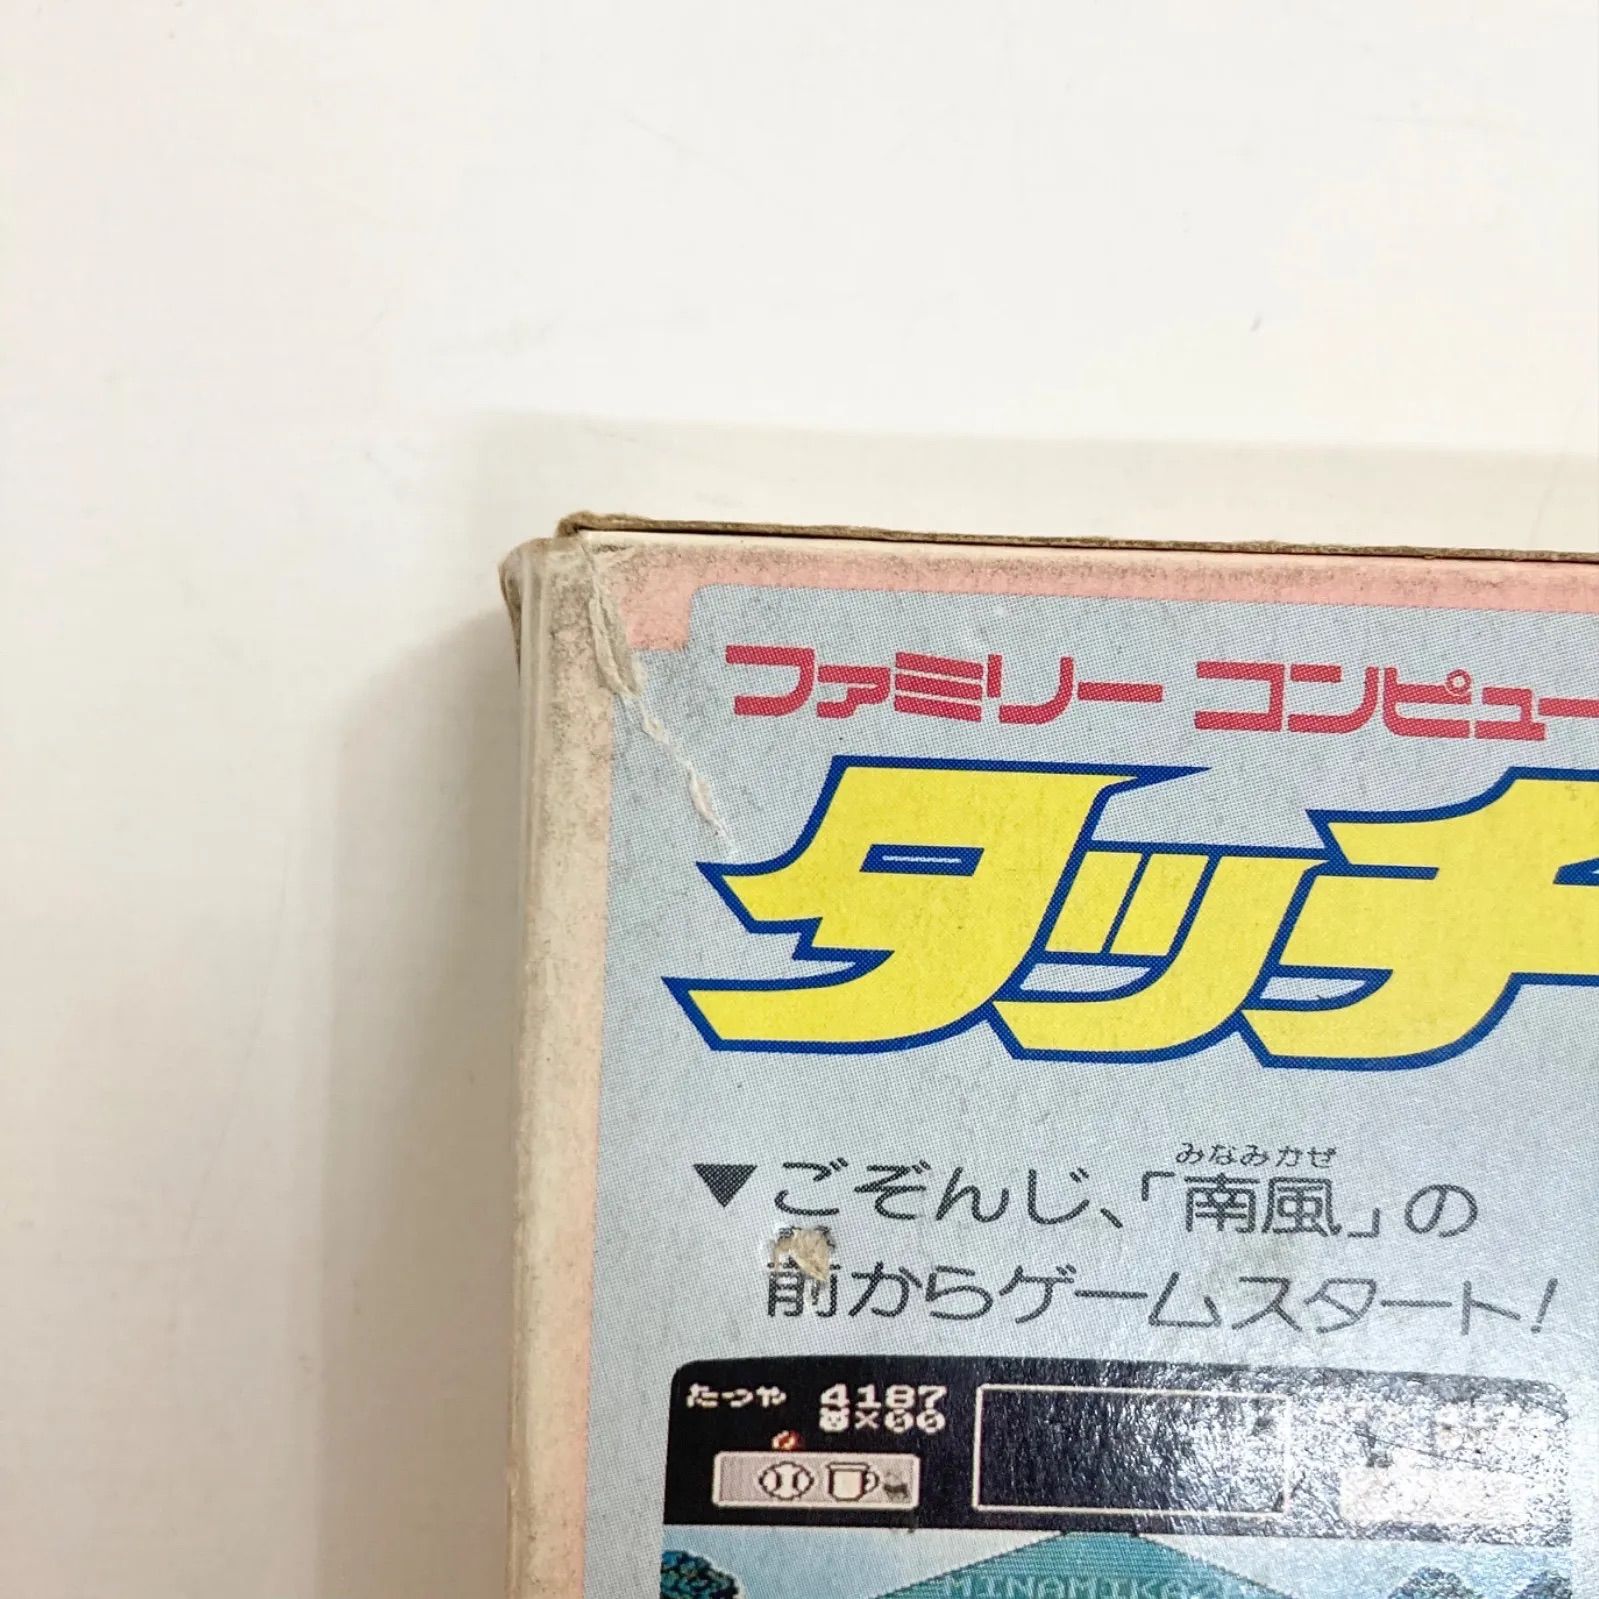 ファミリー コンピュー
タッチ
みなみかぜ
▼ごぞんじ、「南風」の
前からゲームスタート!
たつや 4187
×00
MINAMIKAZE